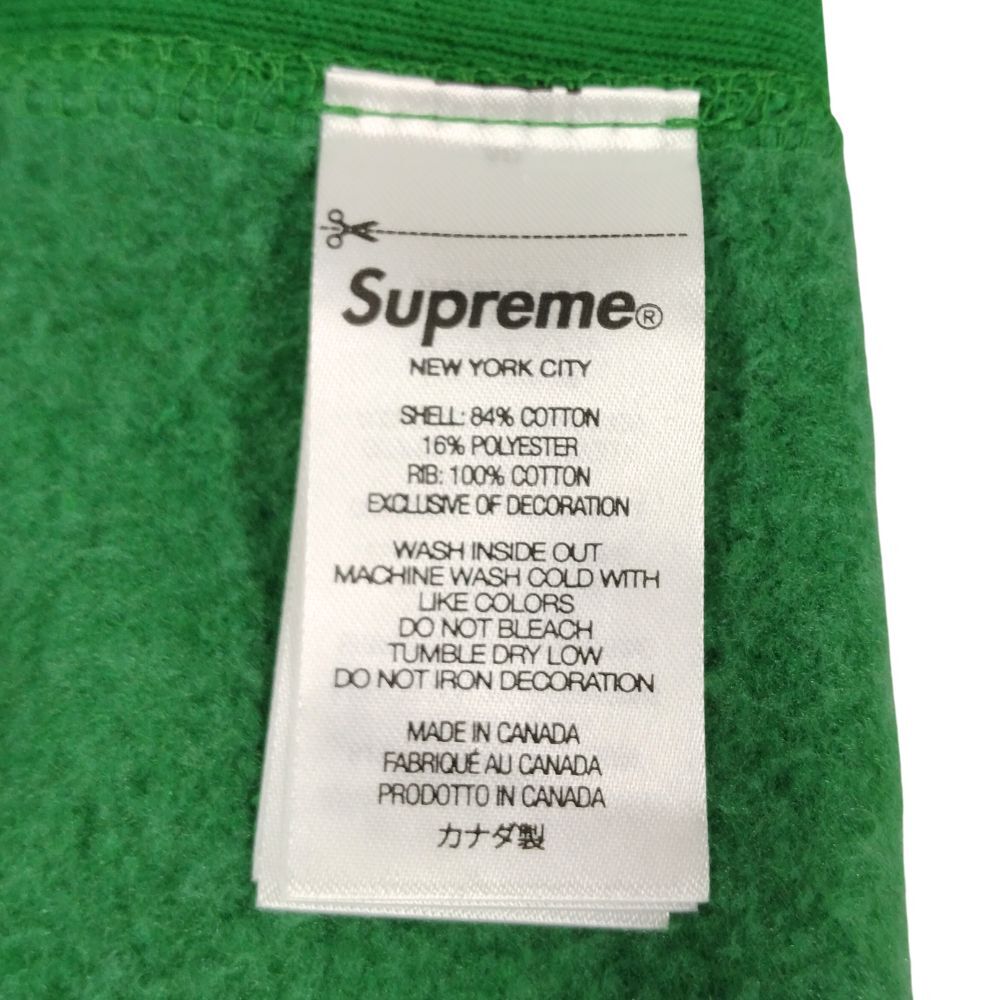 Supreme®
NEW YORK CITY
SHELL: 84% COTTON
16% POLYESTER
RIB: 100% COTTON
EXCLUSIVE OF DECORATION
WASH INSIDE OUT
MACHINE WASH COLD WITH
LIKE COLORS
DO NOT BLEACH
TUMBLE DRY LOW
DO NOT IRON DECORATION
MADE IN CANADA
FABRIQUÉ AU CANADA
PRODOTTO IN CANADA
カナダ製